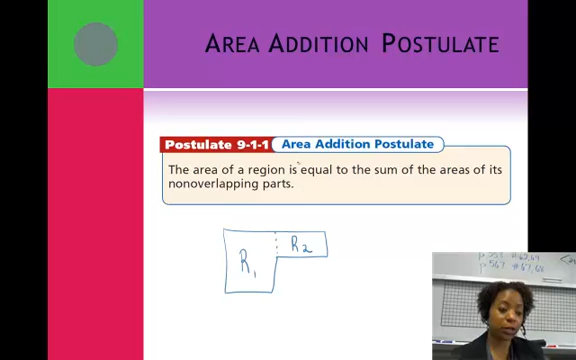 AREA ADDITION POSTULATE
Postulate 9-1-1 Area Addition Postulate
The area of a region is equal to the sum of the areas of its
nonoverlapping parts.
R1 R2